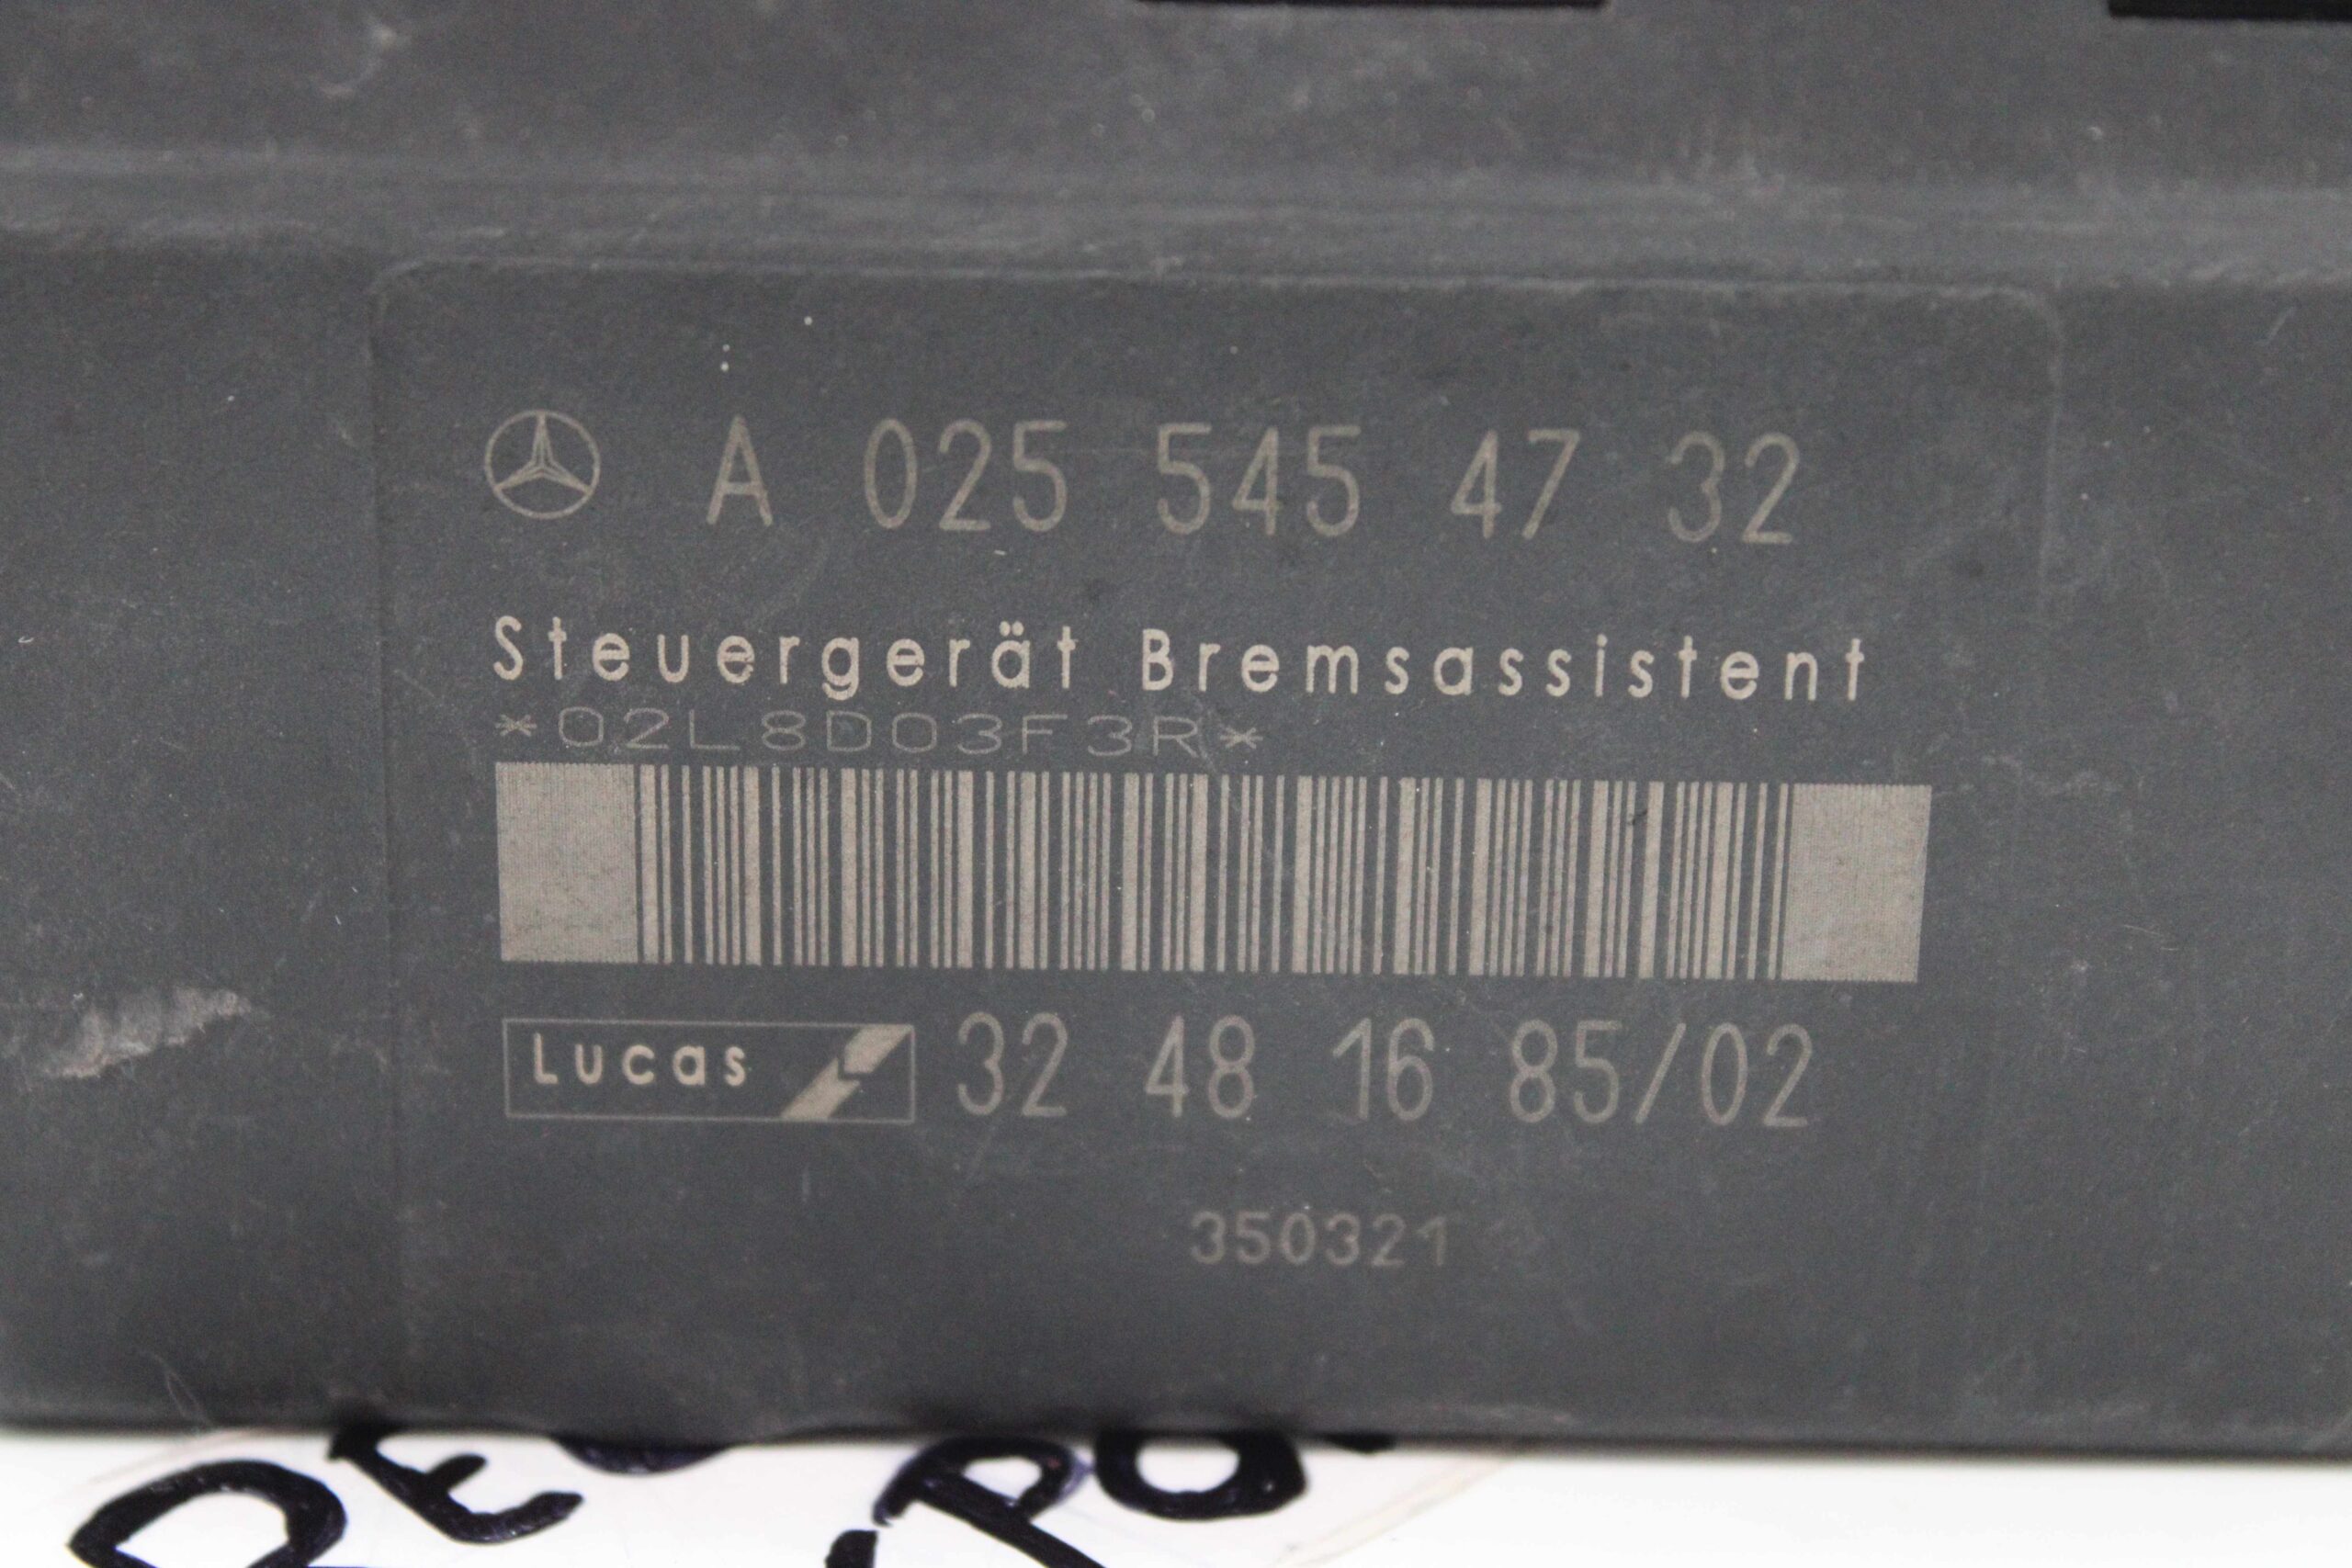 A 025 545 47 32
Steuergerät Bremsassistent
*02L8D03F3R*
Lucas 32 48 16 85/02
350321